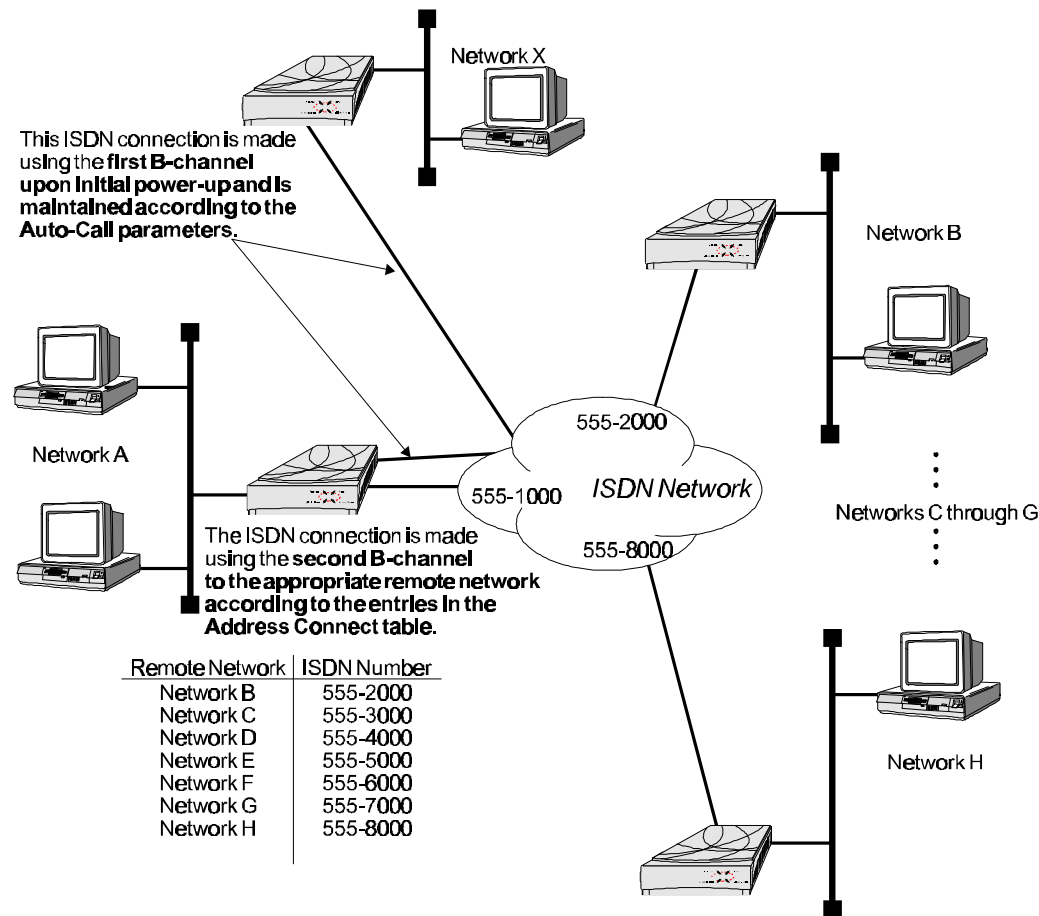 Network X
This ISDN connection is made
using the first B-channel
upon initial power-up and is
maintained according to the
Auto-Call parameters.
Network B
Network A
555-2000
555-1000
ISDN Network
555-8000
Networks C through G
The ISDN connection is made
using the second B-channel
to the appropriate remote network
according to the entries in the
Address Connect table.
Remote Network ISDN Number
Network B 555-2000
Network C 555-3000
Network D 555-4000
Network E 555-5000
Network F 555-6000
Network G 555-7000
Network H 555-8000
Network H